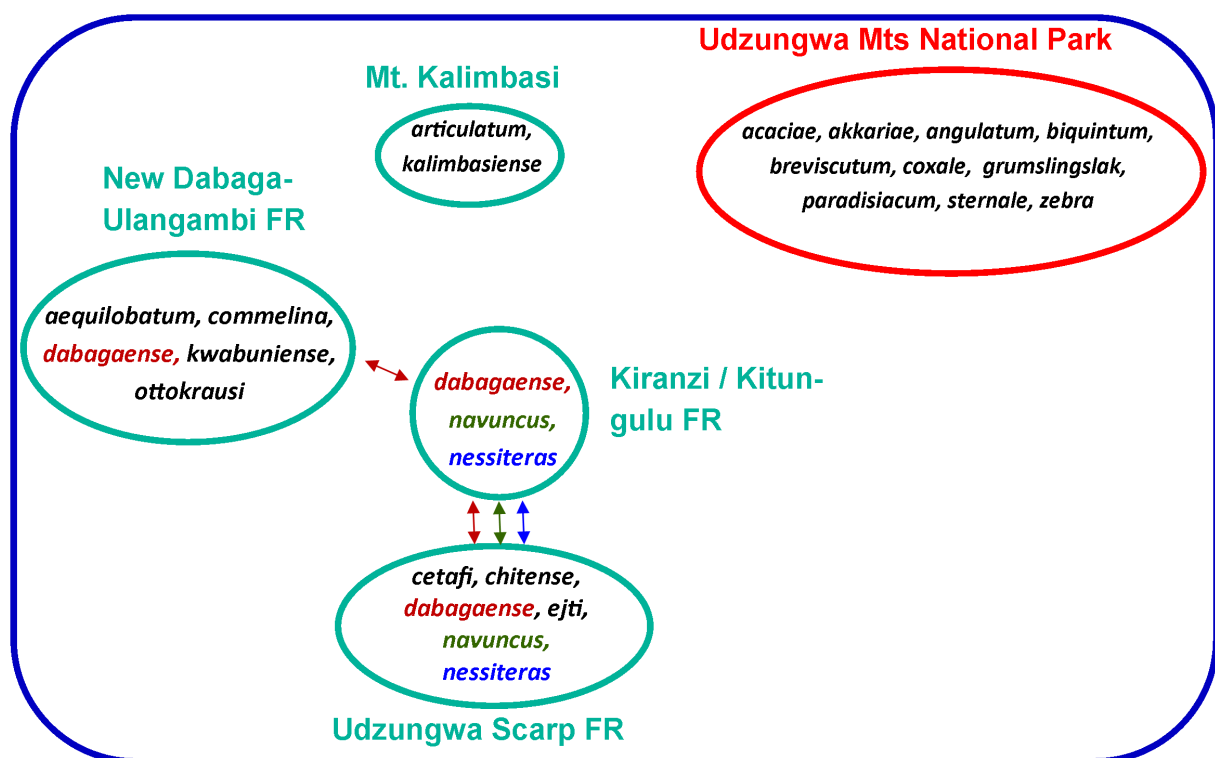 Udzungwa Mts National Park
acaciae, akkariae, angulatum, biquintum,
breviscutum, coxale, grumslingslak,
paradisiacum, sternale, zebra
Mt. Kalimbasi
articulatum,
kalimbasiense
New Dabaga-
Ulangambi FR
aequilobatum, commelina,
dabagaense, kwabuniense,
ottokrausi
dabagaense,
navuncus,
nessiteras
Kiranzi / Kitun-
gulu FR
cetafi, chitense,
dabagaense, ejti,
navuncus,
nessiteras
Udzungwa Scarp FR